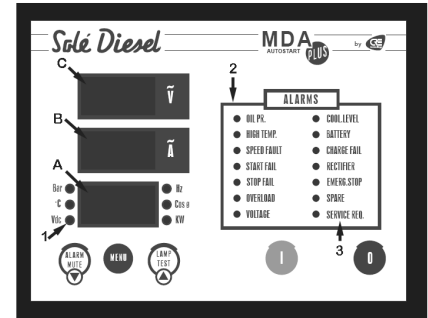 Solé Diesel
MDA PLUS
AUTOSTART
by
C
Ṽ
B
Ã
A
Bar
Hz
°C
Cos φ
Vdc
KW
1
ALARM MUTE
MENU
LAMP TEST
2
ALARMS
OIL PR.
COOL.LEVEL
HIGH TEMP.
BATTERY
SPEED FAULT
CHARGE FAIL
START FAIL
RECTIFIER
STOP FAIL
EMERG.STOP
OVERLOAD
SPARE
VOLTAGE
SERVICE REQ.
3
I
0